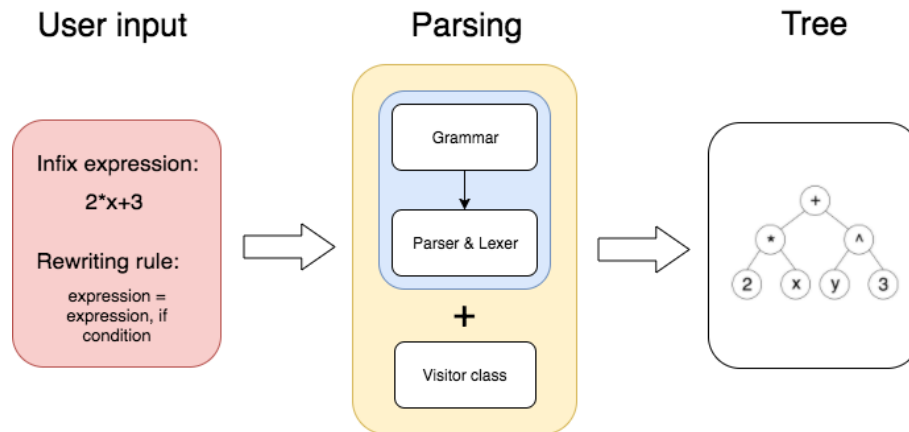 User input
Parsing
Tree
Infix expression:
2*x+3
Rewriting rule:
expression =
expression, if
condition
Grammar
Parser & Lexer
+
Visitor class
+
*
^
2
x
y
3